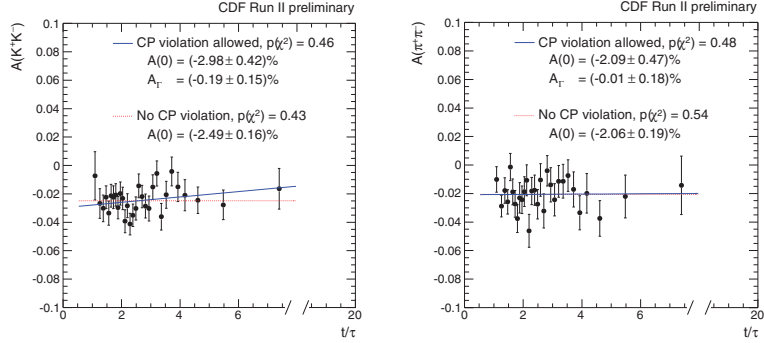 CDF Run II preliminary
A(K⁺K⁻)
0.1
0.08
0.06
0.04
0.02
0
-0.02
-0.04
-0.06
-0.08
-0.1
CP violation allowed, p(χ²) = 0.46
A(0) = (-2.98 ± 0.42)%
A_Γ = (-0.19 ± 0.15)%
No CP violation, p(χ²) = 0.43
A(0) = (-2.49 ± 0.16)%
0 2 4 6 8 20
t/τ
CDF Run II preliminary
A(π⁺π⁻)
0.1
0.08
0.06
0.04
0.02
0
-0.02
-0.04
-0.06
-0.08
-0.1
CP violation allowed, p(χ²) = 0.48
A(0) = (-2.09 ± 0.47)%
A_Γ = (-0.01 ± 0.18)%
No CP violation, p(χ²) = 0.54
A(0) = (-2.06 ± 0.19)%
0 2 4 6 8 20
t/τ